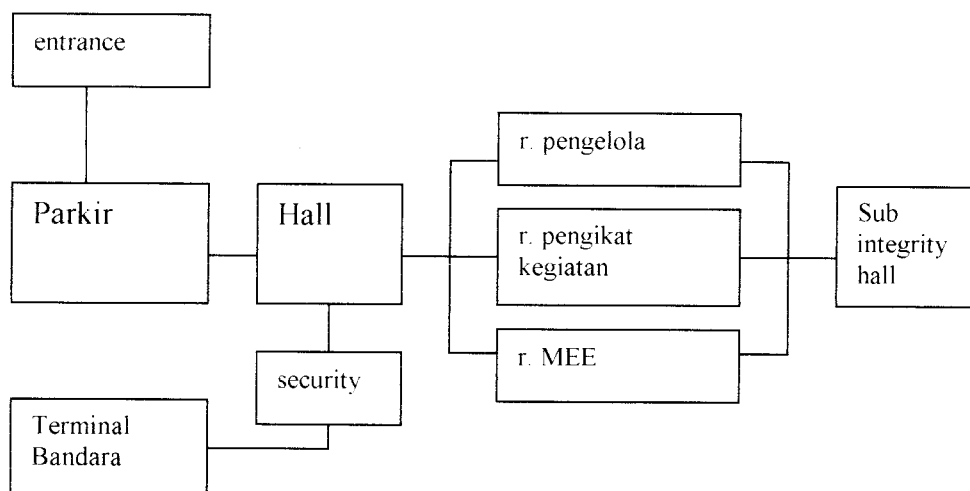 entrance
r. pengelola
Parkir
Hall
r. pengikat
kegiatan
Sub
integrity
hall
r. MEE
security
Terminal
Bandara